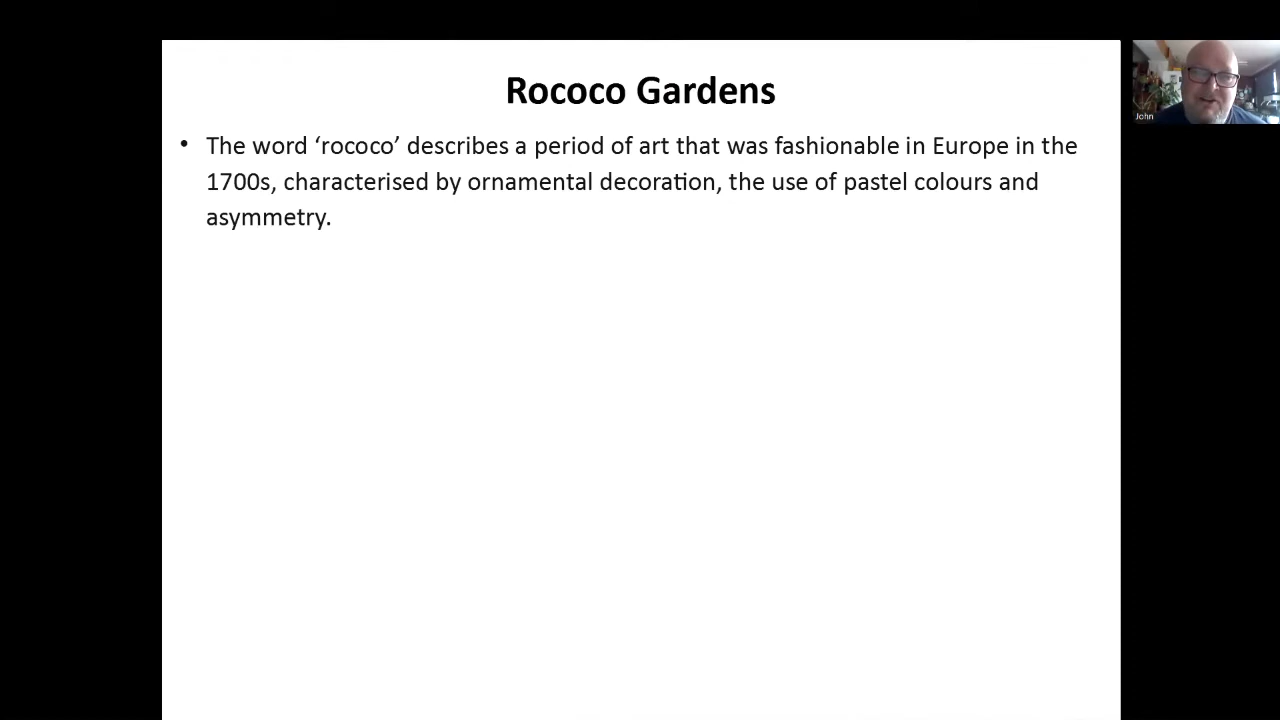 Rococo Gardens
• The word ‘rococo’ describes a period of art that was fashionable in Europe in the
1700s, characterised by ornamental decoration, the use of pastel colours and
asymmetry.
John